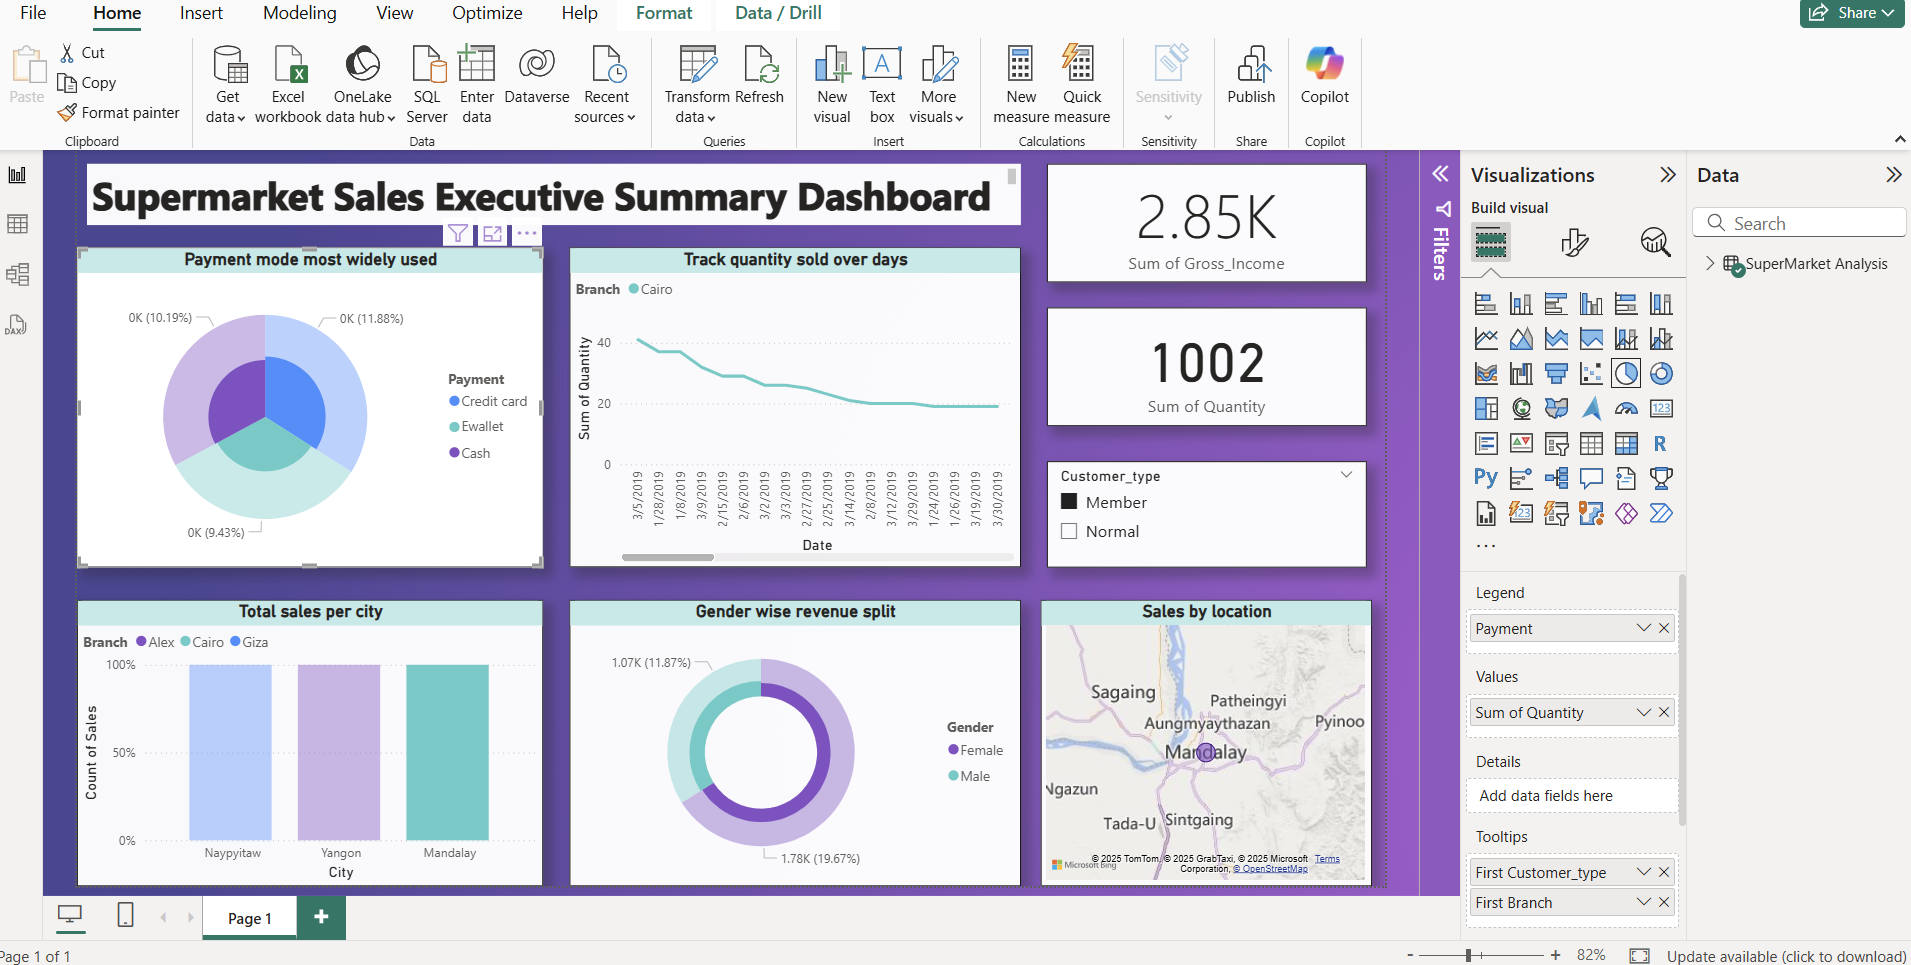 File Home Insert Modeling View Optimize Help Format Data / Drill Share
Paste
Cut
Copy
Format painter
Clipboard
Get data
Excel workbook
OneLake data hub
SQL Server
Enter data
Dataverse
Recent sources
Data
Transform data
Refresh
Queries
New visual
Text box
More visuals
Insert
New measure
Quick measure
Calculations
Sensitivity
Sensitivity
Publish
Share
Copilot
Copilot
Supermarket Sales Executive Summary Dashboard
Payment mode most widely used
0K (10.19%)
0K (11.88%)
0K (9.43%)
Payment
Credit card
Ewallet
Cash
Track quantity sold over days
Branch Cairo
Sum of Quantity
40
20
0
3/5/2019
1/28/2019
1/8/2019
3/9/2019
2/15/2019
2/6/2019
3/2/2019
3/3/2019
2/27/2019
2/25/2019
3/14/2019
2/8/2019
3/12/2019
3/29/2019
1/24/2019
1/26/2019
3/19/2019
3/30/2019
Date
2.85K
Sum of Gross_Income
1002
Sum of Quantity
Customer_type
Member
Normal
Total sales per city
Branch Alex Cairo Giza
Count of Sales
100%
50%
0%
Naypyitaw Yangon Mandalay
City
Gender wise revenue split
1.07K (11.87%)
1.78K (19.67%)
Gender
Female
Male
Sales by location
Sagaing
Patheingyi
Aungmyaythazan
Pyinoo
Mandalay
Ngazun
Tada-U
Sintgaing
© 2025 TomTom, © 2025 GrabTaxi, © 2025 Microsoft Terms
Microsoft Bing
Corporation, © OpenStreetMap
Filters
Visualizations
Build visual
123
R
Py
123
Legend
Payment
Values
Sum of Quantity
Details
Add data fields here
Tooltips
First Customer_type
First Branch
Data
Search
SuperMarket Analysis
DAX
Page 1
+
Page 1 of 1
- + 82%
Update available (click to download)